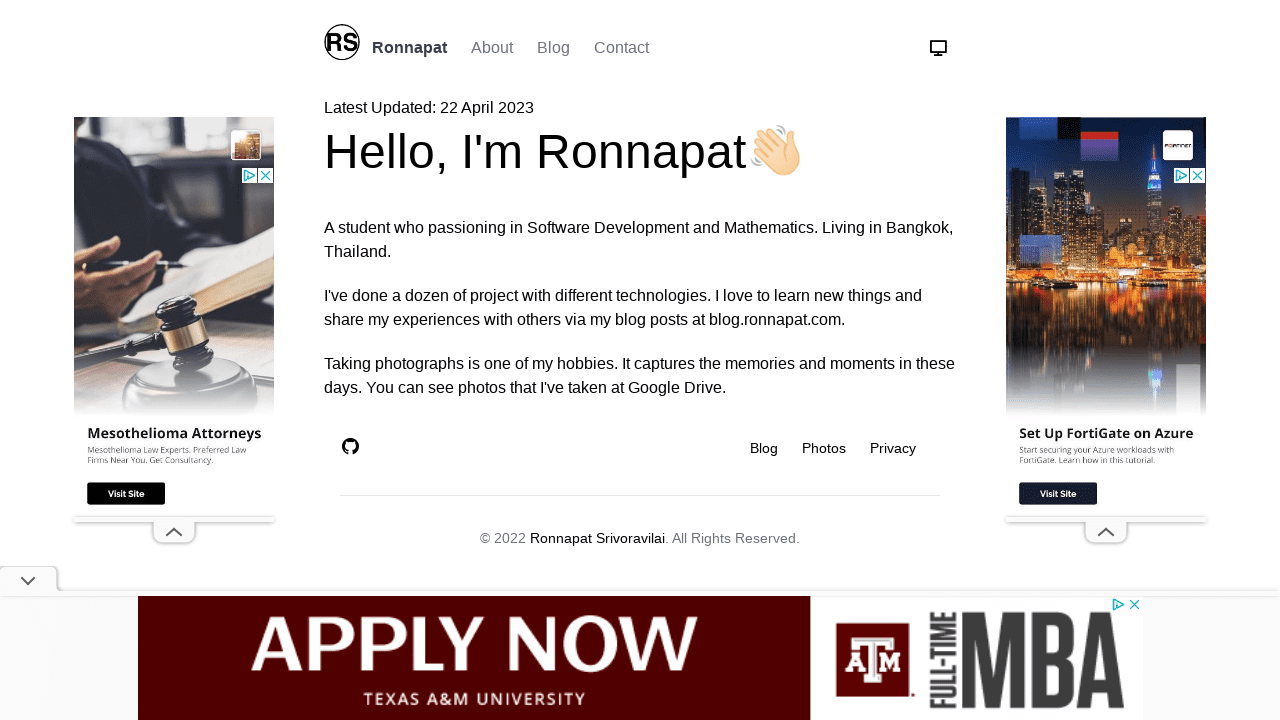 RS Ronnapat About Blog Contact
Latest Updated: 22 April 2023
Hello, I'm Ronnapat👋🏻
A student who passioning in Software Development and Mathematics. Living in Bangkok,
Thailand.
I've done a dozen of project with different technologies. I love to learn new things and
share my experiences with others via my blog posts at blog.ronnapat.com.
Taking photographs is one of my hobbies. It captures the memories and moments in these
days. You can see photos that I've taken at Google Drive.
Blog Photos Privacy
© 2022 Ronnapat Srivoravilai. All Rights Reserved.
Mesothelioma Attorneys
Mesothelioma Law Experts. Preferred Law
Firms Near You. Get Consultancy.
Visit Site
FORTINET
Set Up FortiGate on Azure
Start securing your Azure workloads with
FortiGate. Learn how in this tutorial.
Visit Site
APPLY NOW
TEXAS A&M UNIVERSITY
ATM
FULL-TIME
MBA